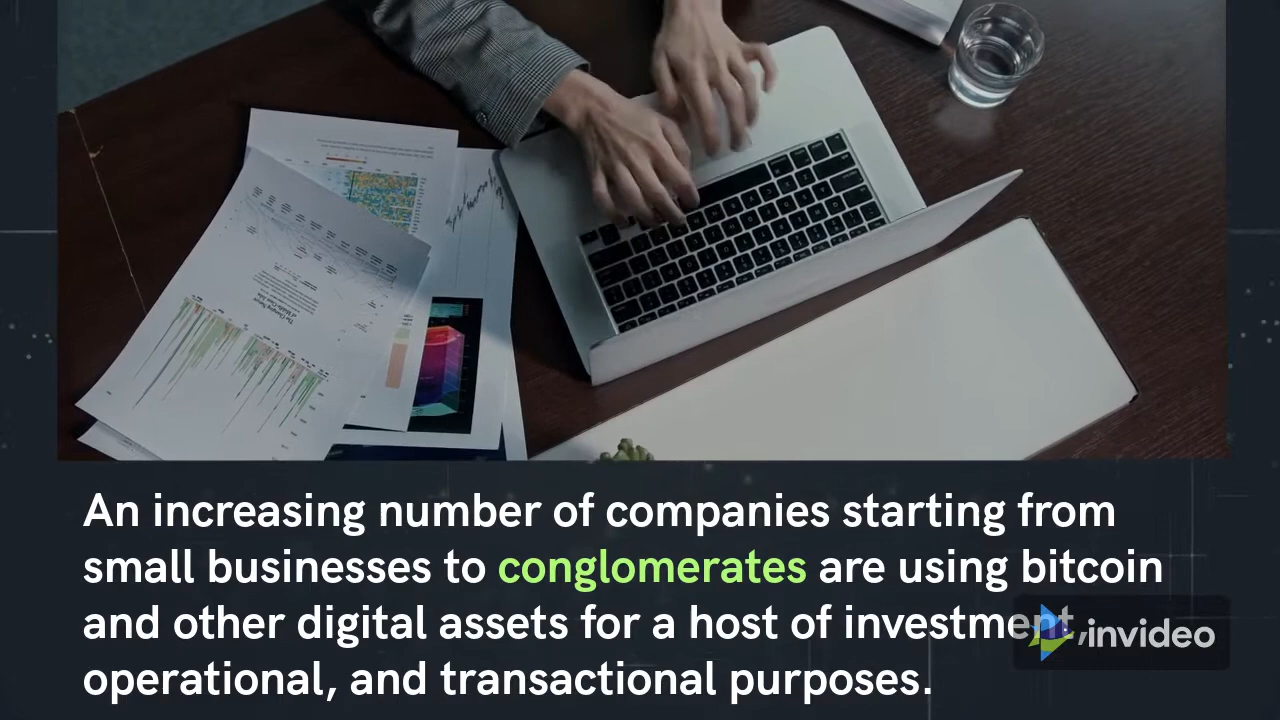 An increasing number of companies starting from
small businesses to conglomerates are using bitcoin
and other digital assets for a host of investment,
operational, and transactional purposes.
invideo